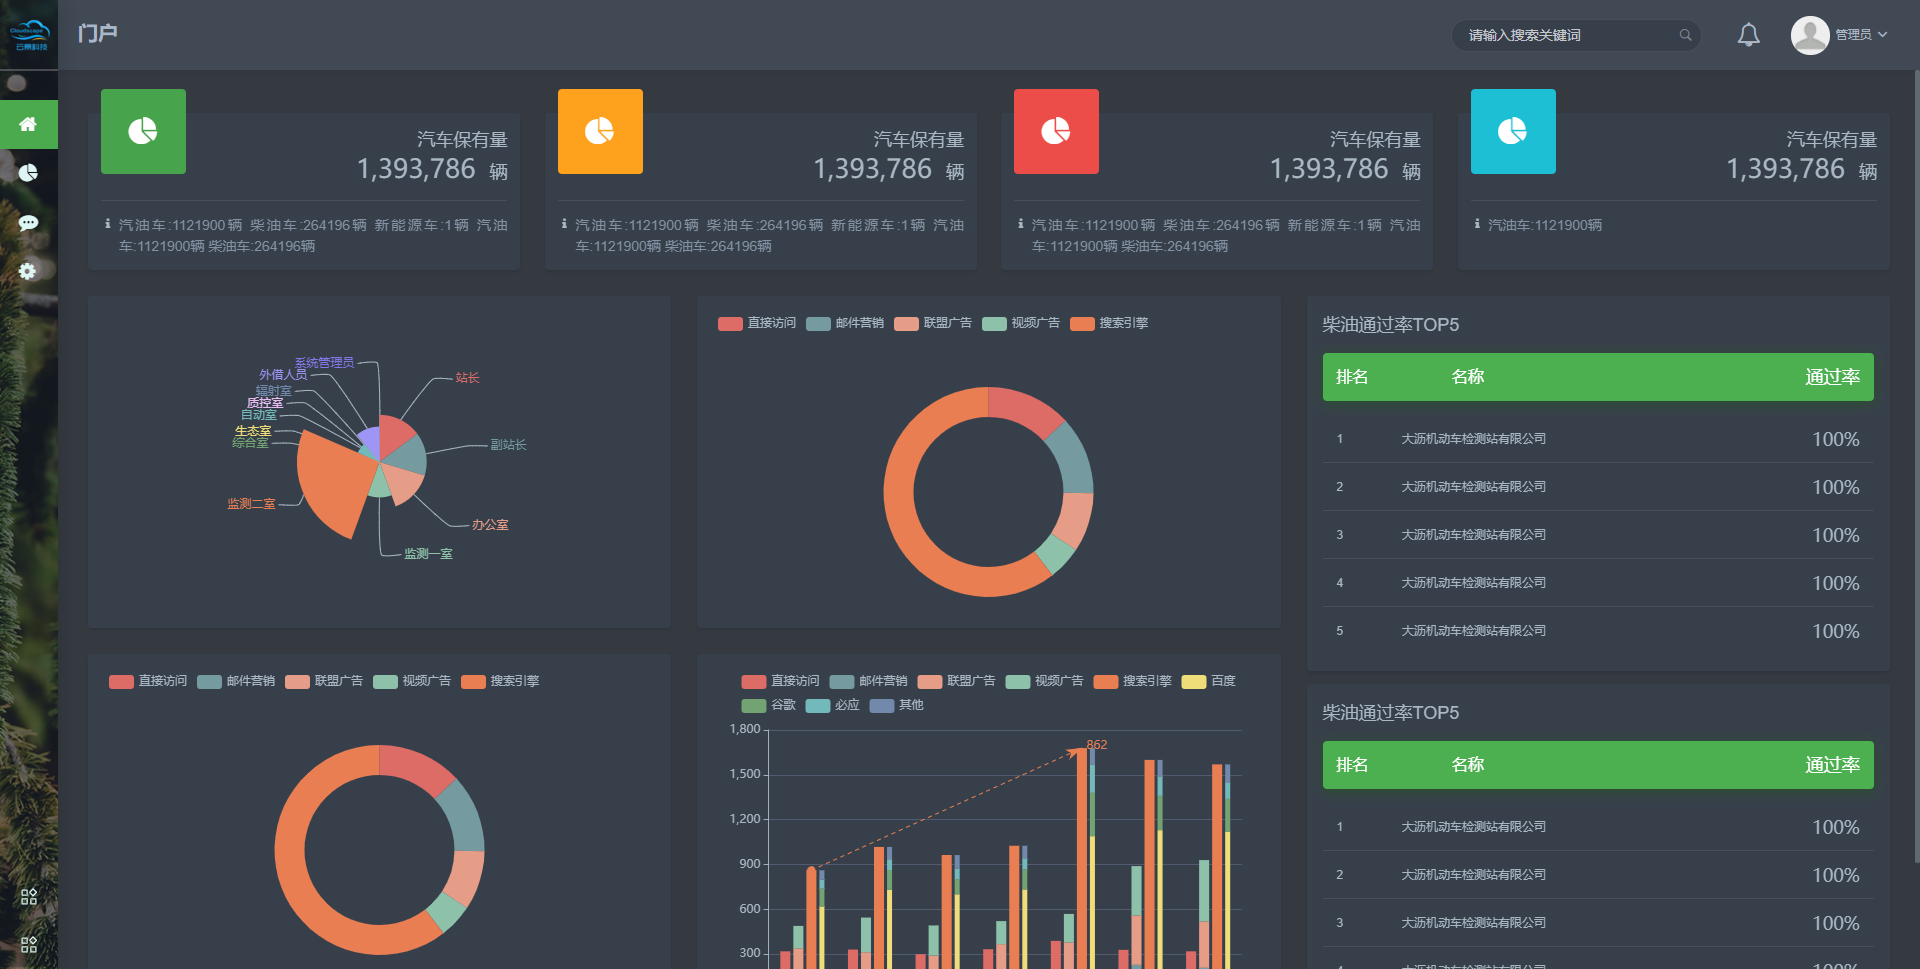 Cloudscape
云景科技
门户
请输入搜索关键词
管理员
汽车保有量
1,393,786 辆
汽油车:1121900辆 柴油车:264196辆 新能源车:1辆 汽油
车:1121900辆 柴油车:264196辆
汽车保有量
1,393,786 辆
汽油车:1121900辆 柴油车:264196辆 新能源车:1辆 汽油
车:1121900辆 柴油车:264196辆
汽车保有量
1,393,786 辆
汽油车:1121900辆 柴油车:264196辆 新能源车:1辆 汽油
车:1121900辆 柴油车:264196辆
汽车保有量
1,393,786 辆
汽油车:1121900辆
系统管理员
外借人员
辐射室
质控室
自动室
生态室
综合室
监测二室
站长
副站长
办公室
监测一室
直接访问 邮件营销 联盟广告 视频广告 搜索引擎
柴油通过率TOP5
排名 名称 通过率
1 大沥机动车检测站有限公司 100%
2 大沥机动车检测站有限公司 100%
3 大沥机动车检测站有限公司 100%
4 大沥机动车检测站有限公司 100%
5 大沥机动车检测站有限公司 100%
直接访问 邮件营销 联盟广告 视频广告 搜索引擎
直接访问 邮件营销 联盟广告 视频广告 搜索引擎 百度
谷歌 必应 其他
1,800
1,500
1,200
900
600
300
862
柴油通过率TOP5
排名 名称 通过率
1 大沥机动车检测站有限公司 100%
2 大沥机动车检测站有限公司 100%
3 大沥机动车检测站有限公司 100%